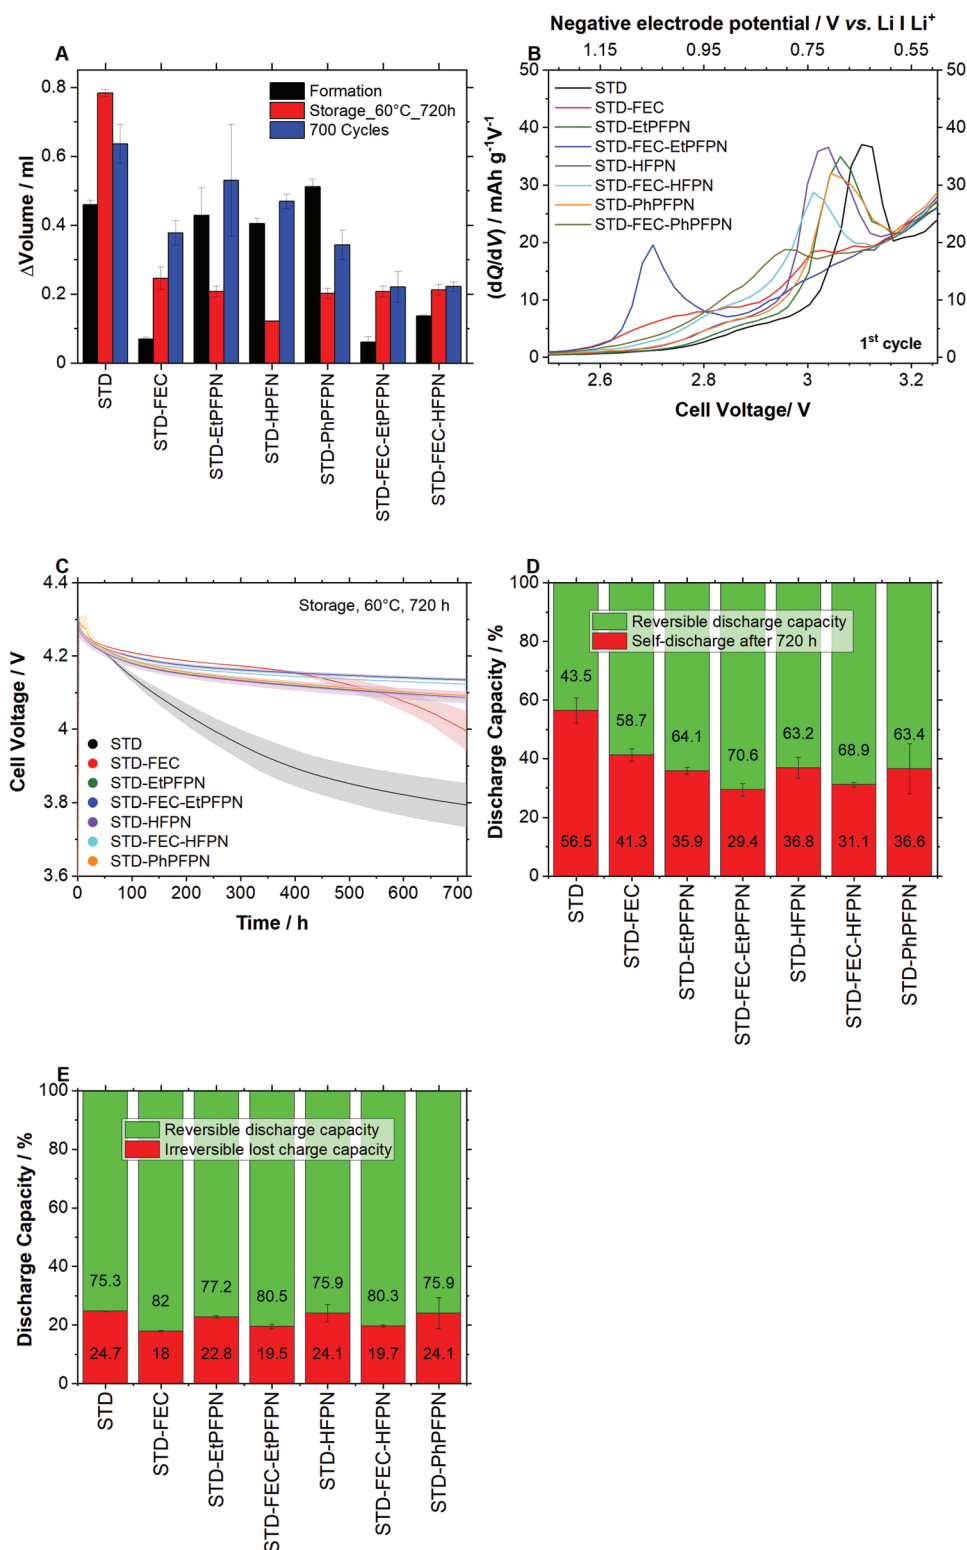 A
ΔVolume / ml
0.8
0.6
0.4
0.2
0
Formation
Storage_60°C_720h
700 Cycles
STD
STD-FEC
STD-EtPFPN
STD-HPFN
STD-PhPFPN
STD-FEC-EtPFPN
STD-FEC-HFPN
Negative electrode potential / V vs. Li I Li⁺
B
1.15 0.95 0.75 0.55
(dQ/dV) / mAh g⁻¹V⁻¹
50 50
40 40
30 30
20 20
10 10
0 0
STD
STD-FEC
STD-EtPFPN
STD-FEC-EtPFPN
STD-HFPN
STD-FEC-HFPN
STD-PhPFPN
STD-FEC-PhPFPN
1st cycle
2.6 2.8 3 3.2
Cell Voltage/ V
C
Cell Voltage / V
4.4
4.2
4
3.8
3.6
Storage, 60°C, 720 h
STD
STD-FEC
STD-EtPFPN
STD-FEC-EtPFPN
STD-HFPN
STD-FEC-HFPN
STD-PhPFPN
0 100 200 300 400 500 600 700
Time / h
D
Discharge Capacity / %
100
80
60
40
20
0
Reversible discharge capacity
Self-discharge after 720 h
43.5 58.7 64.1 70.6 63.2 68.9 63.4
56.5 41.3 35.9 29.4 36.8 31.1 36.6
STD
STD-FEC
STD-EtPFPN
STD-FEC-EtPFPN
STD-HFPN
STD-FEC-HFPN
STD-PhPFPN
E
Discharge Capacity / %
100
80
60
40
20
0
Reversible discharge capacity
Irreversible lost charge capacity
75.3 82 77.2 80.5 75.9 80.3 75.9
24.7 18 22.8 19.5 24.1 19.7 24.1
STD
STD-FEC
STD-EtPFPN
STD-FEC-EtPFPN
STD-HFPN
STD-FEC-HFPN
STD-PhPFPN